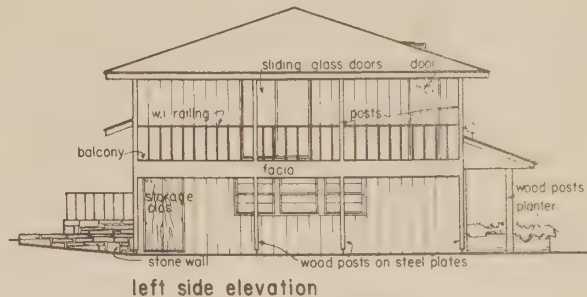 sliding glass doors
door
w.i. railing
posts
balcony
facia
storage
clos
wood posts
planter
stone wall
wood posts on steel plates
left side elevation